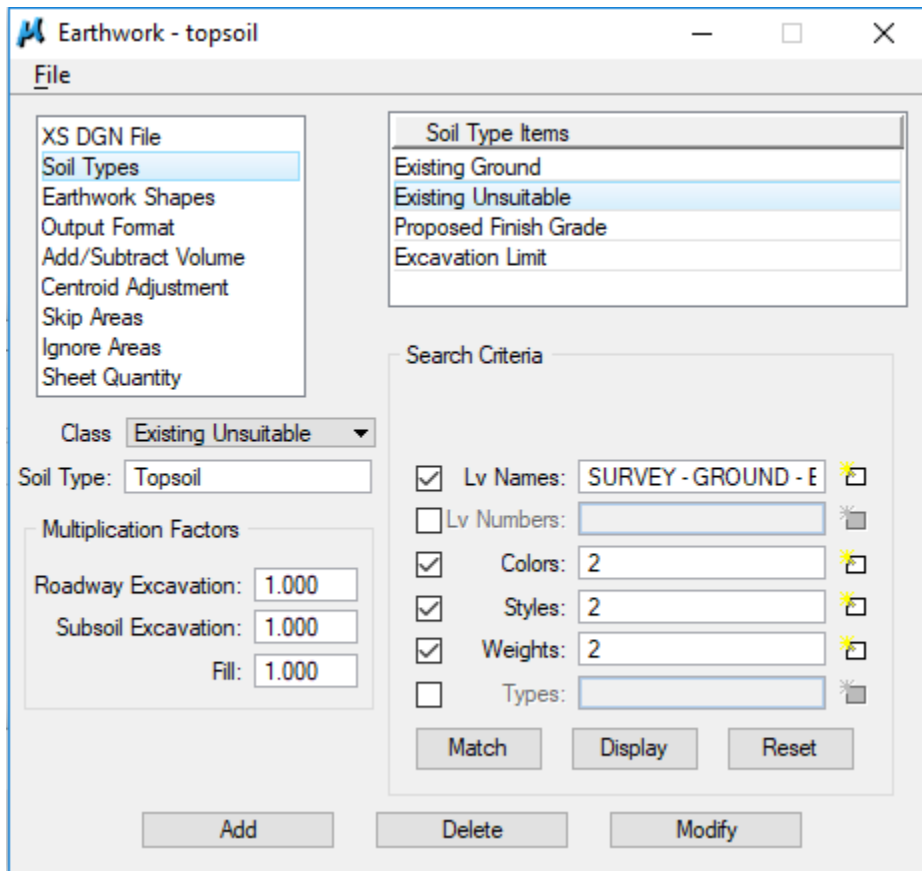 Earthwork - topsoil
File
XS DGN File
Soil Types
Earthwork Shapes
Output Format
Add/Subtract Volume
Centroid Adjustment
Skip Areas
Ignore Areas
Sheet Quantity
Soil Type Items
Existing Ground
Existing Unsuitable
Proposed Finish Grade
Excavation Limit
Class Existing Unsuitable
Soil Type: Topsoil
Multiplication Factors
Roadway Excavation: 1.000
Subsoil Excavation: 1.000
Fill: 1.000
Search Criteria
Lv Names: SURVEY - GROUND - E
Lv Numbers:
Colors: 2
Styles: 2
Weights: 2
Types:
Match Display Reset
Add Delete Modify